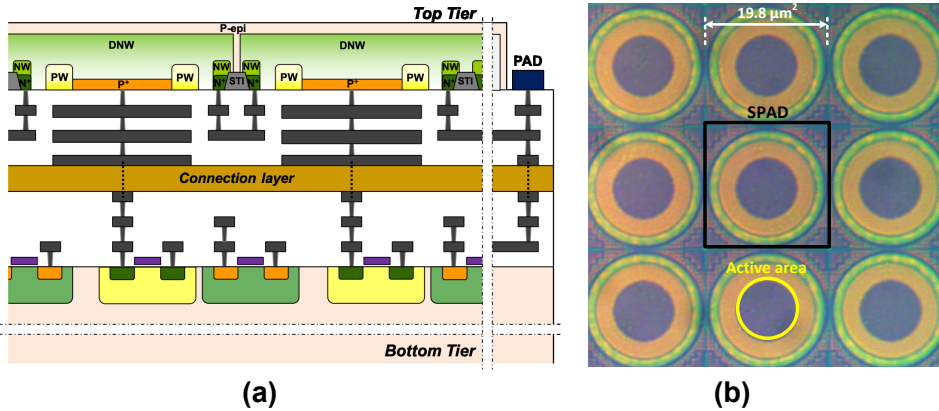 Top Tier
P-epi
DNW
DNW
PAD
NW
PW
PW
NW
PW
PW
NW
N⁺
P⁺
N⁺
STI
N⁺
P⁺
N⁺
STI
Connection layer
Bottom Tier
(a)
19.8 µm²
SPAD
Active area
(b)